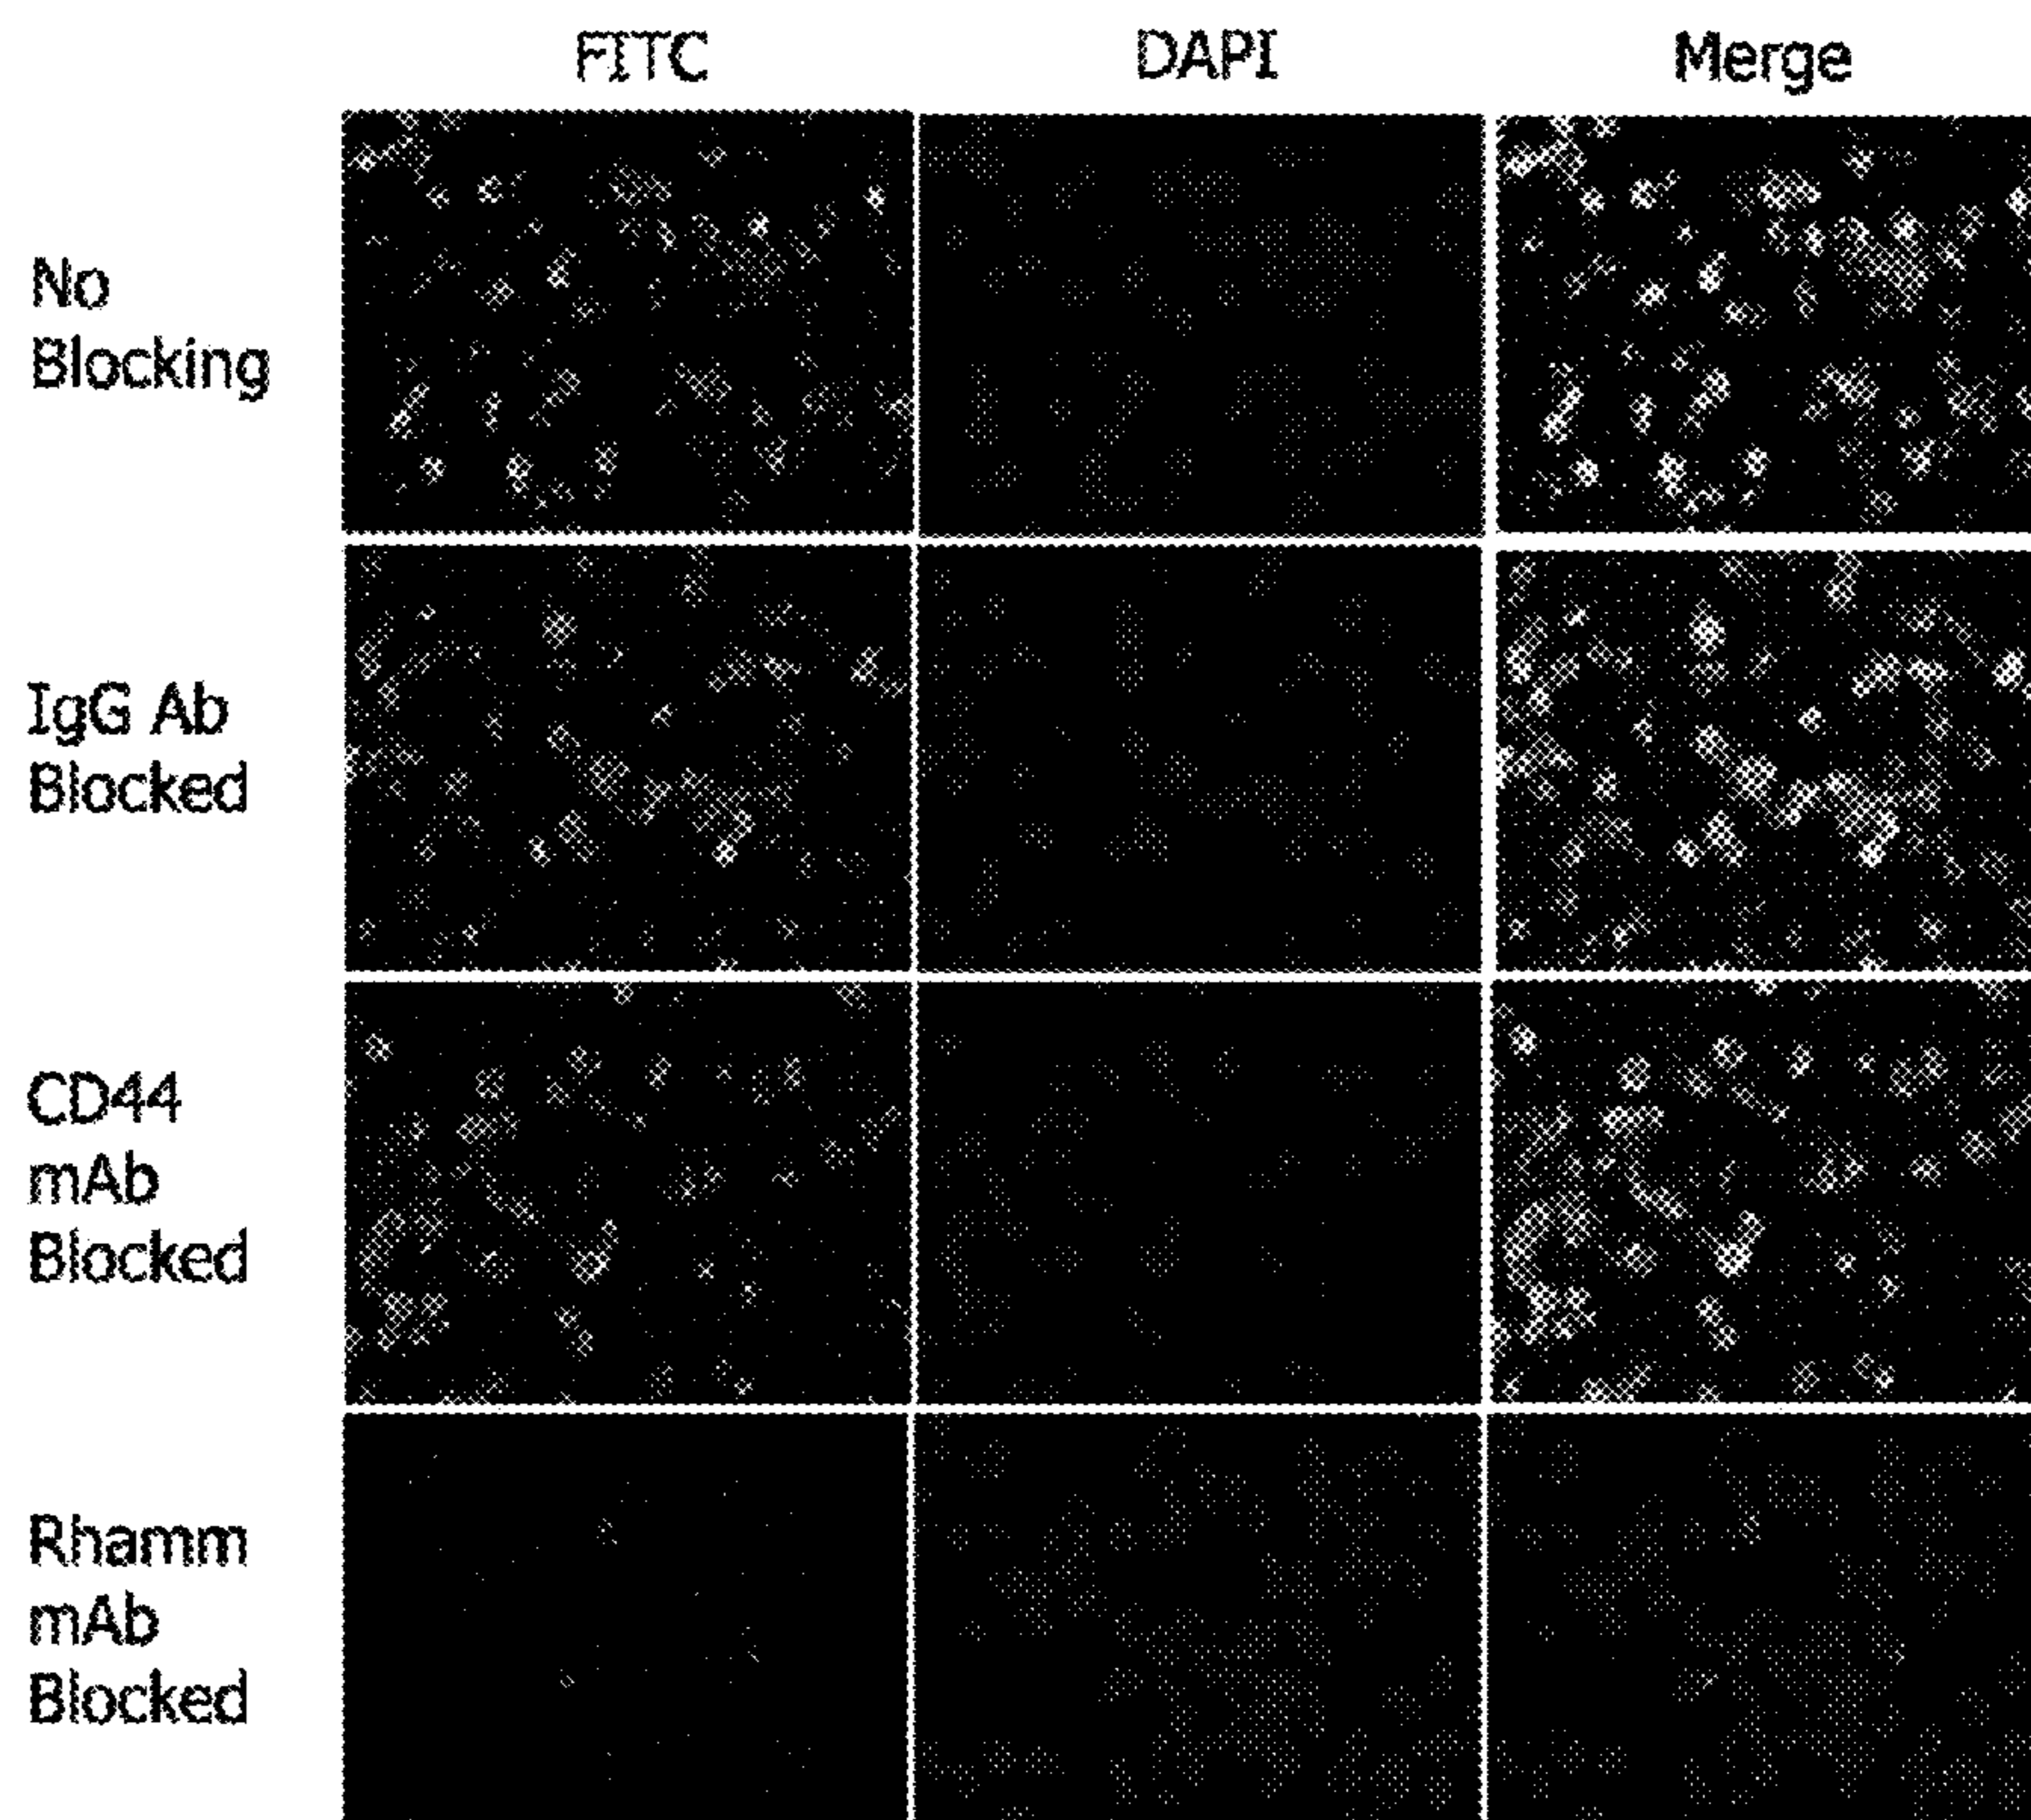 FITC DAPI Merge
No
Blocking
IgG Ab
Blocked
CD44
mAb
Blocked
Rhamm
mAb
Blocked